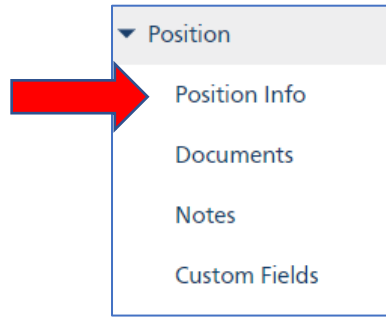 Position
Position Info
Documents
Notes
Custom Fields